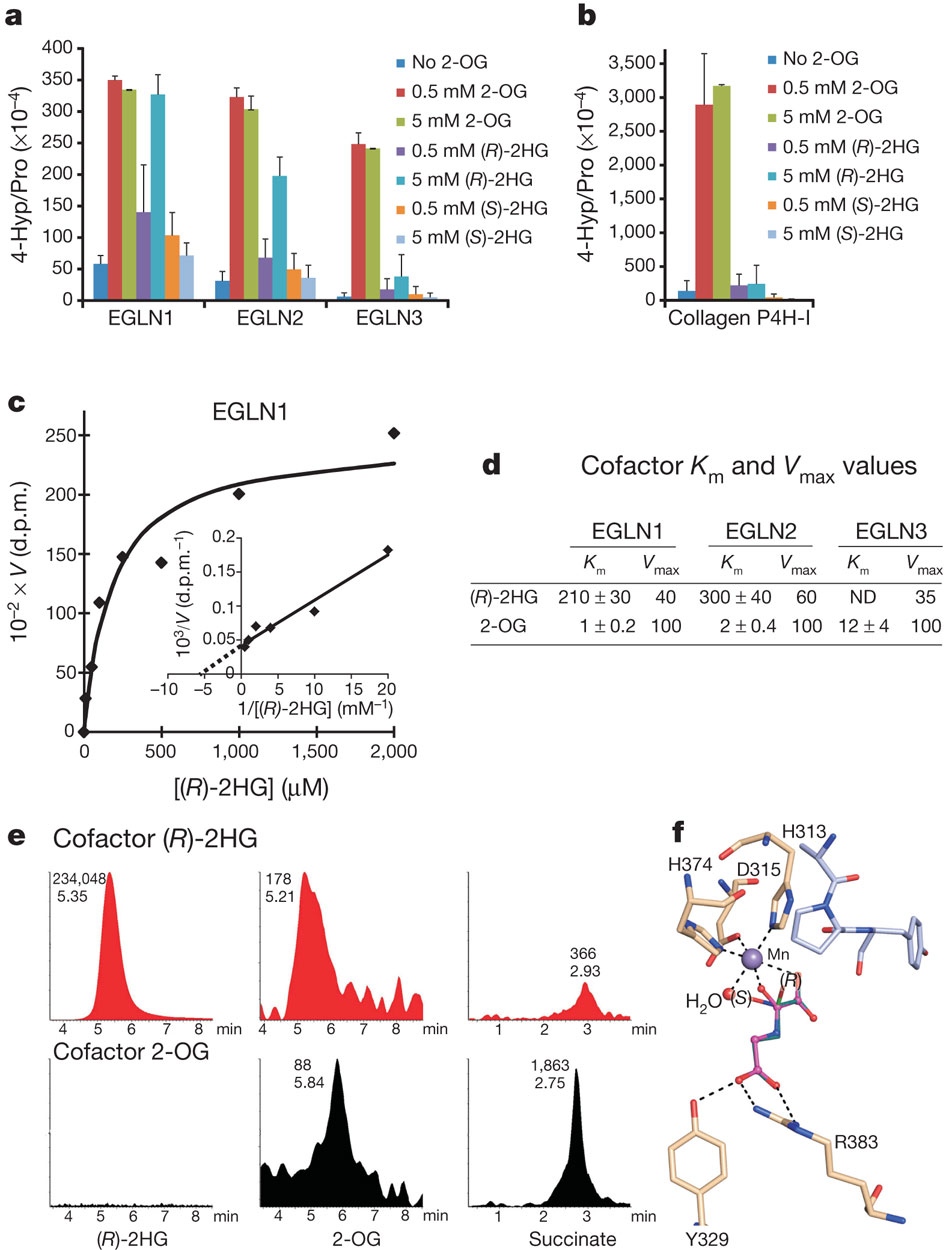 a
4-Hyp/Pro (×10–4)
400
350
300
250
200
150
100
50
0
EGLN1
EGLN2
EGLN3
No 2-OG
0.5 mM 2-OG
5 mM 2-OG
0.5 mM (R)-2HG
5 mM (R)-2HG
0.5 mM (S)-2HG
5 mM (S)-2HG
b
4-Hyp/Pro (×10–4)
3,500
3,000
2,500
2,000
1,500
1,000
500
0
Collagen P4H-I
No 2-OG
0.5 mM 2-OG
5 mM 2-OG
0.5 mM (R)-2HG
5 mM (R)-2HG
0.5 mM (S)-2HG
5 mM (S)-2HG
c
EGLN1
10–2 × V (d.p.m.)
250
200
150
100
50
0
0 500 1,000 1,500 2,000
[(R)-2HG] (μM)
103/V (d.p.m.–1)
0.2
0.15
0.1
0.05
0
–10 –5 0 5 10 15 20
1/[(R)-2HG] (mM–1)
d
Cofactor Km and Vmax values
EGLN1 EGLN2 EGLN3
Km Vmax Km Vmax Km Vmax
(R)-2HG 210 ± 30 40 300 ± 40 60 ND 35
2-OG 1 ± 0.2 100 2 ± 0.4 100 12 ± 4 100
e
Cofactor (R)-2HG
234,048
5.35
4 5 6 7 8 min
178
5.21
4 5 6 7 8 min
366
2.93
1 2 3 min
Cofactor 2-OG
4 5 6 7 8 min
(R)-2HG
88
5.84
4 5 6 7 8 min
2-OG
1,863
2.75
1 2 3 min
Succinate
f
H313
H374
D315
Mn
(R)
H2O
(S)
R383
Y329